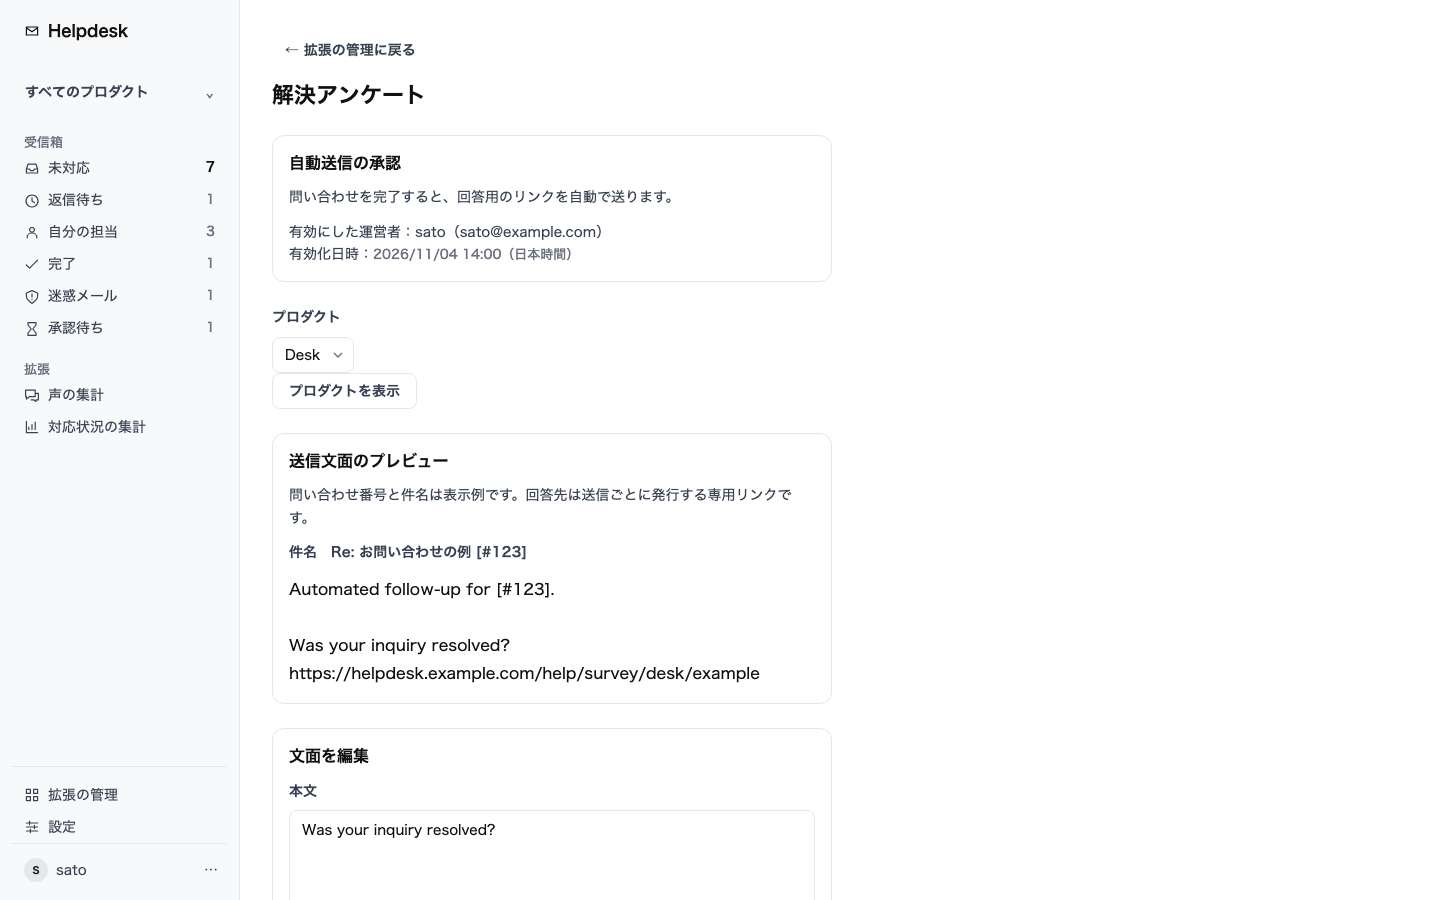 Helpdesk
すべてのプロダクト
受信箱
未対応 7
返信待ち 1
自分の担当 3
完了 1
迷惑メール 1
承認待ち 1
拡張
声の集計
対応状況の集計
拡張の管理
設定
S sato ...
← 拡張の管理に戻る
解決アンケート
自動送信の承認
問い合わせを完了すると、回答用のリンクを自動で送ります。
有効にした運営者：sato（sato@example.com）
有効化日時：2026/11/04 14:00（日本時間）
プロダクト
Desk
プロダクトを表示
送信文面のプレビュー
問い合わせ番号と件名は表示例です。回答先は送信ごとに発行する専用リンクで
す。
件名　Re: お問い合わせの例 [#123]
Automated follow-up for [#123].
Was your inquiry resolved?
https://helpdesk.example.com/help/survey/desk/example
文面を編集
本文
Was your inquiry resolved?